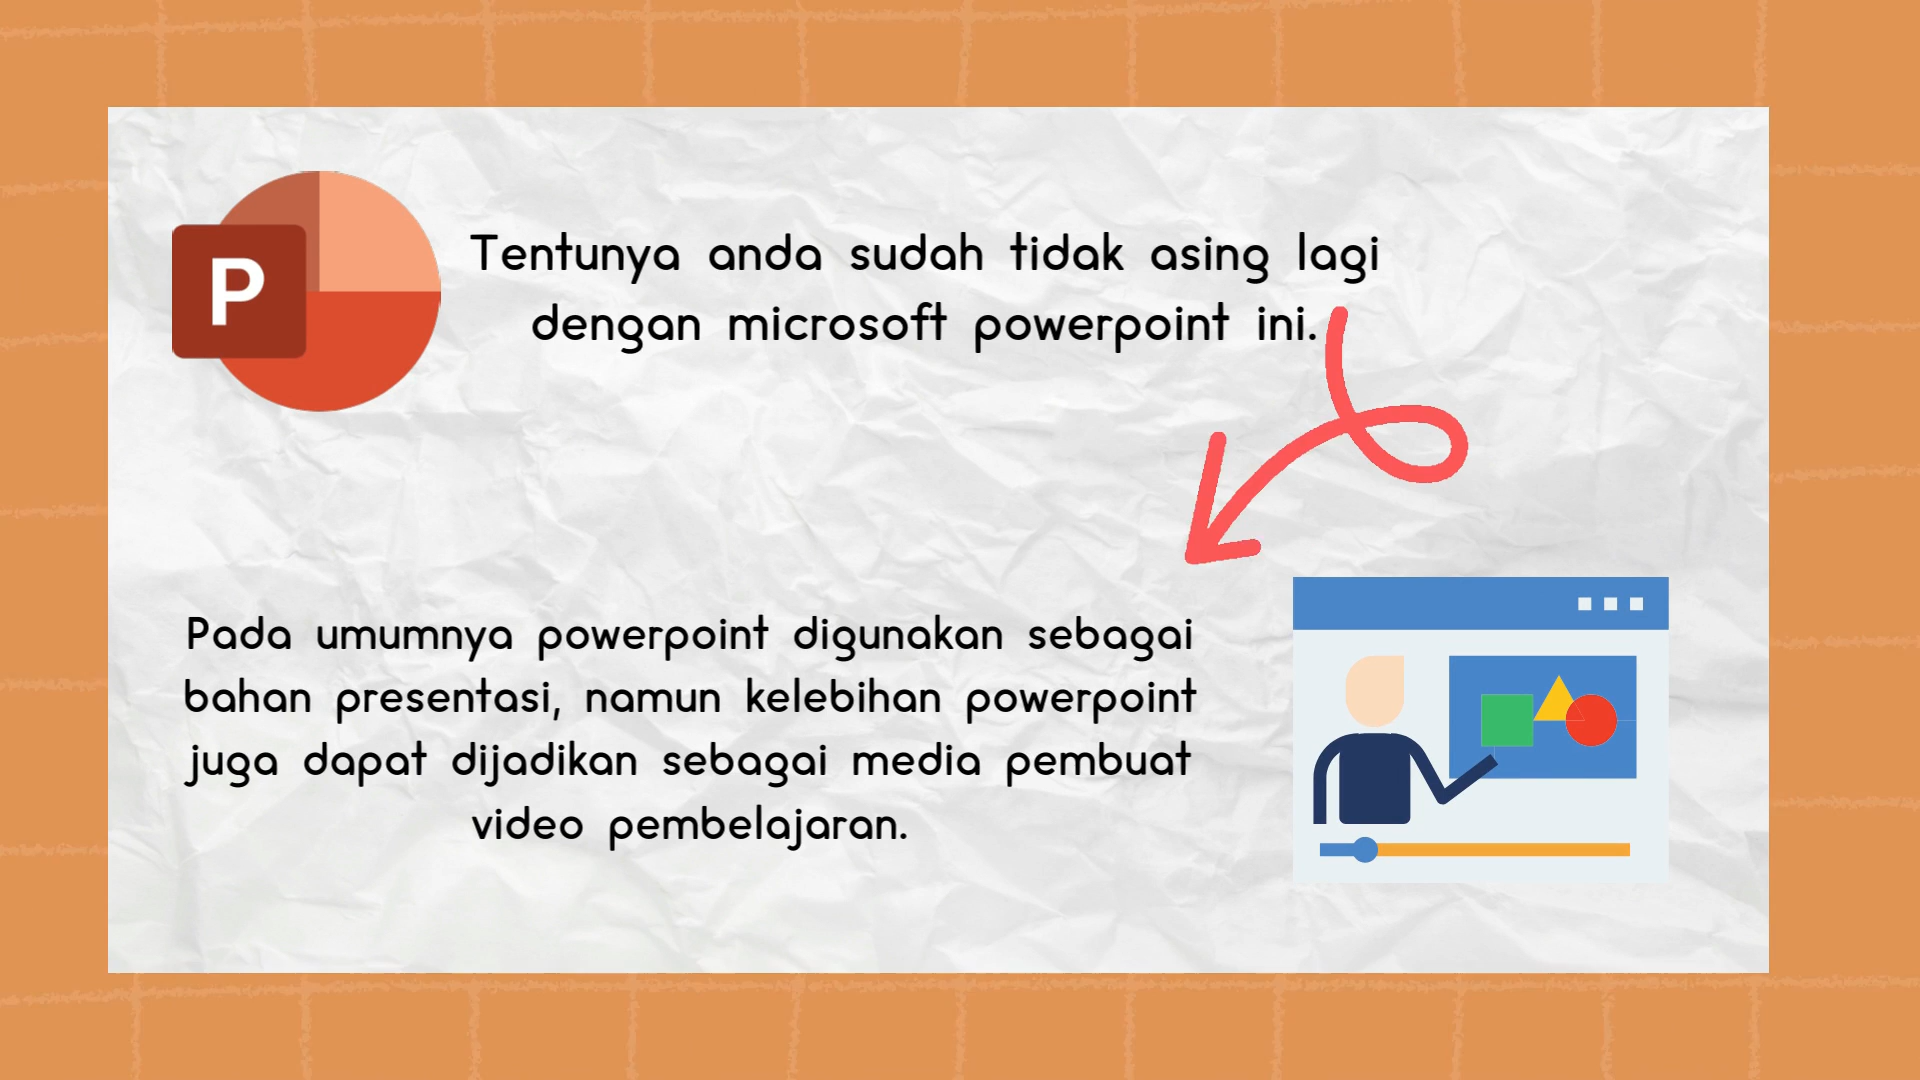 P
Tentunya anda sudah tidak asing lagi
dengan microsoft powerpoint ini.
Pada umumnya powerpoint digunakan sebagai
bahan presentasi, namun kelebihan powerpoint
juga dapat dijadikan sebagai media pembuat
video pembelajaran.